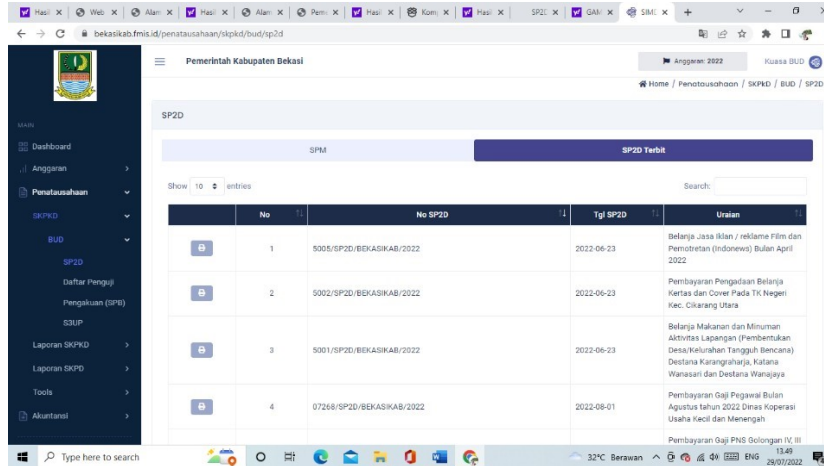 Hasil
Web
Alam
Hasil
Alam
Hasil
Hasil
SP2D
GAM
bekasikab.fmis.id/penatausahaan/skpkd/bud/sp2d
Pemerintah Kabupaten Bekasi
Anggaran: 2022
Kuasa BUD
Home / Penatausahaan / SKPKD / BUD / SP2D
MAIN
Dashboard
Anggaran
Penatausahaan
SKPKD
BUD
SP2D
Daftar Penguji
Pengakuan (SPB)
S3UP
Laporan SKPKD
Laporan SKPD
Tools
Akuntansi
SP2D
SPM
SP2D Terbit
Show 10 entries
Search:
No No SP2D Tgl SP2D Uraian
1 5005/SP2D/BEKASIKAB/2022 2022-06-23 Belanja Jasa Iklan / reklame Film dan
Pemotretan (Indonews) Bulan April
2022
2 5002/SP2D/BEKASIKAB/2022 2022-06-23 Pembayaran Pengadaan Belanja
Kertas dan Cover Pada TK Negeri
Kec. Cikarang Utara
3 5001/SP2D/BEKASIKAB/2022 2022-06-23 Belanja Makanan dan Minuman
Aktivitas Lapangan (Pembentukan
Desa/Kelurahan Tangguh Bencana)
Destana Karangraharja, Katana
Wanasari dan Destana Wanajaya
4 07268/SP2D/BEKASIKAB/2022 2022-08-01 Pembayaran Gaji Pegawai Bulan
Agustus tahun 2022 Dinas Koperasi
Usaha Kecil dan Menengah
Pembayaran Gaji PNS Golongan IV, III
Type here to search
32°C Berawan
ENG
13.49
29/07/2022